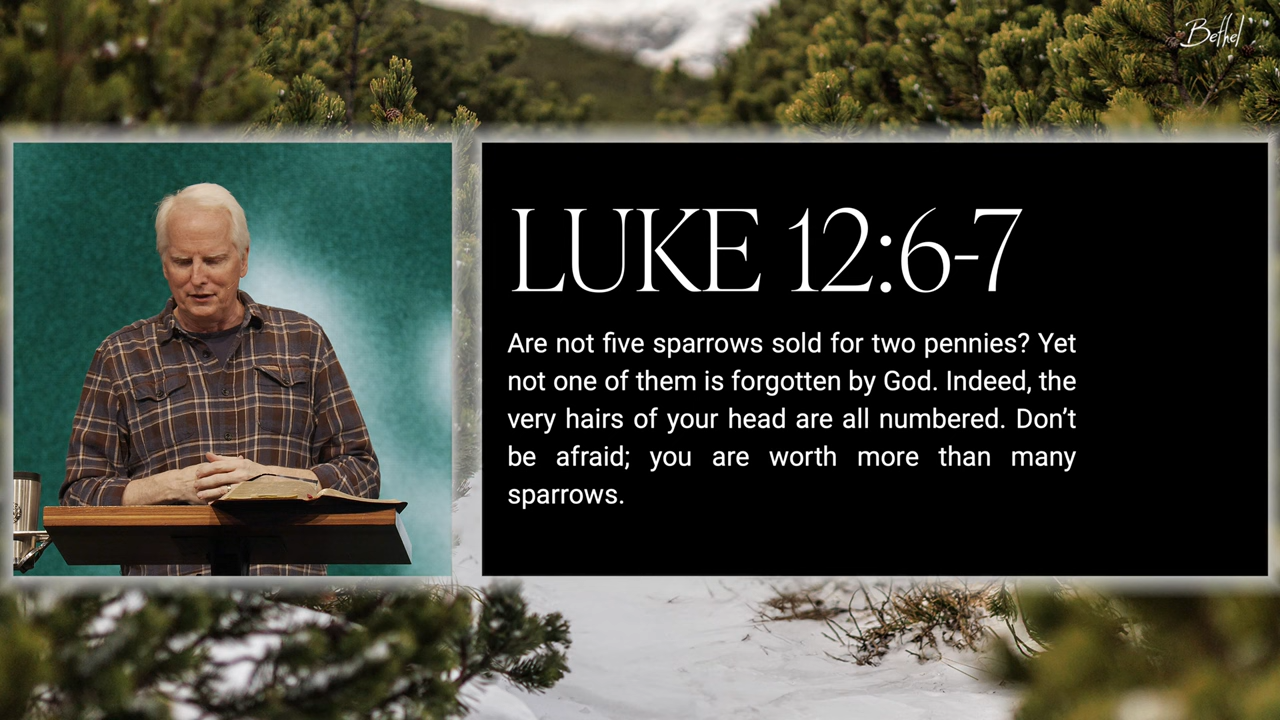 Bethel
LUKE 12:6-7
Are not five sparrows sold for two pennies? Yet
not one of them is forgotten by God. Indeed, the
very hairs of your head are all numbered. Don’t
be afraid; you are worth more than many
sparrows.